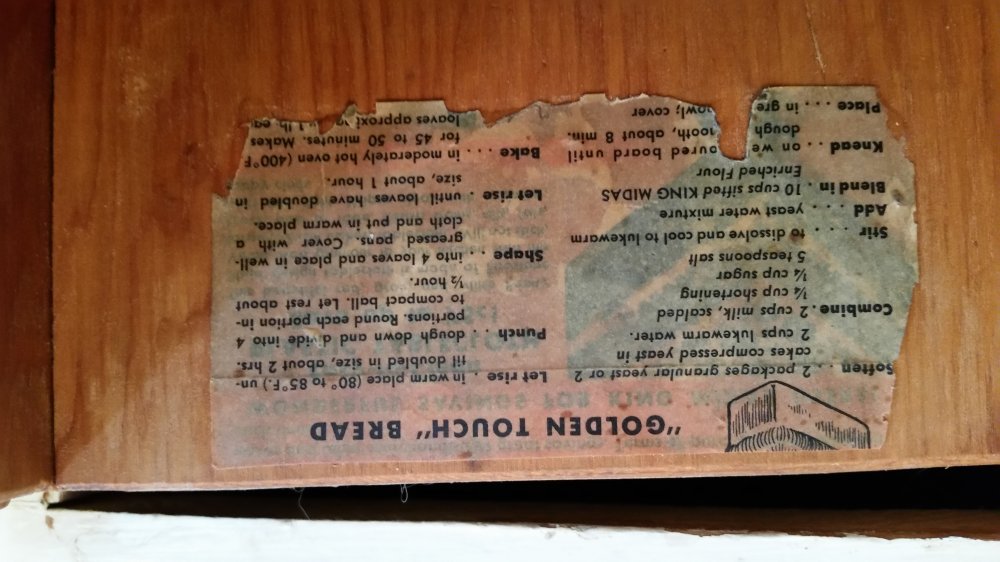 "GOLDEN TOUCH" BREAD
Soften . . . 2 packages granular yeast or 2
cakes compressed yeast in
2 cups lukewarm water.
Combine. 2 cups milk, scalded
¼ cup shortening
¼ cup sugar
5 teaspoons salt
Stir . . . . to dissolve and cool to lukewarm
Add . . . . yeast water mixture
Blend in . 10 cups sifted KING MIDAS
Enriched Flour
Knead . . on oured board until
dough ooth, about 8 min.
Place . . . . in gre owl; cover
Let rise . in warm place (80° to 85°F.) un-
til doubled in size, about 2 hrs.
Punch . . . dough down and divide into 4
portions. Round each portion in-
to compact ball. Let rest about
½ hour.
Shape . . . into 4 loaves and place in well-
greased pans. Cover with a
cloth and put in warm place.
Let rise . until loaves have doubled in
size, about 1 hour.
Bake . . . . in moderately hot oven (400°F
for 45 to 50 minutes. Makes
loaves approxi lb.
WONDERFUL SAVINGS FOR KING